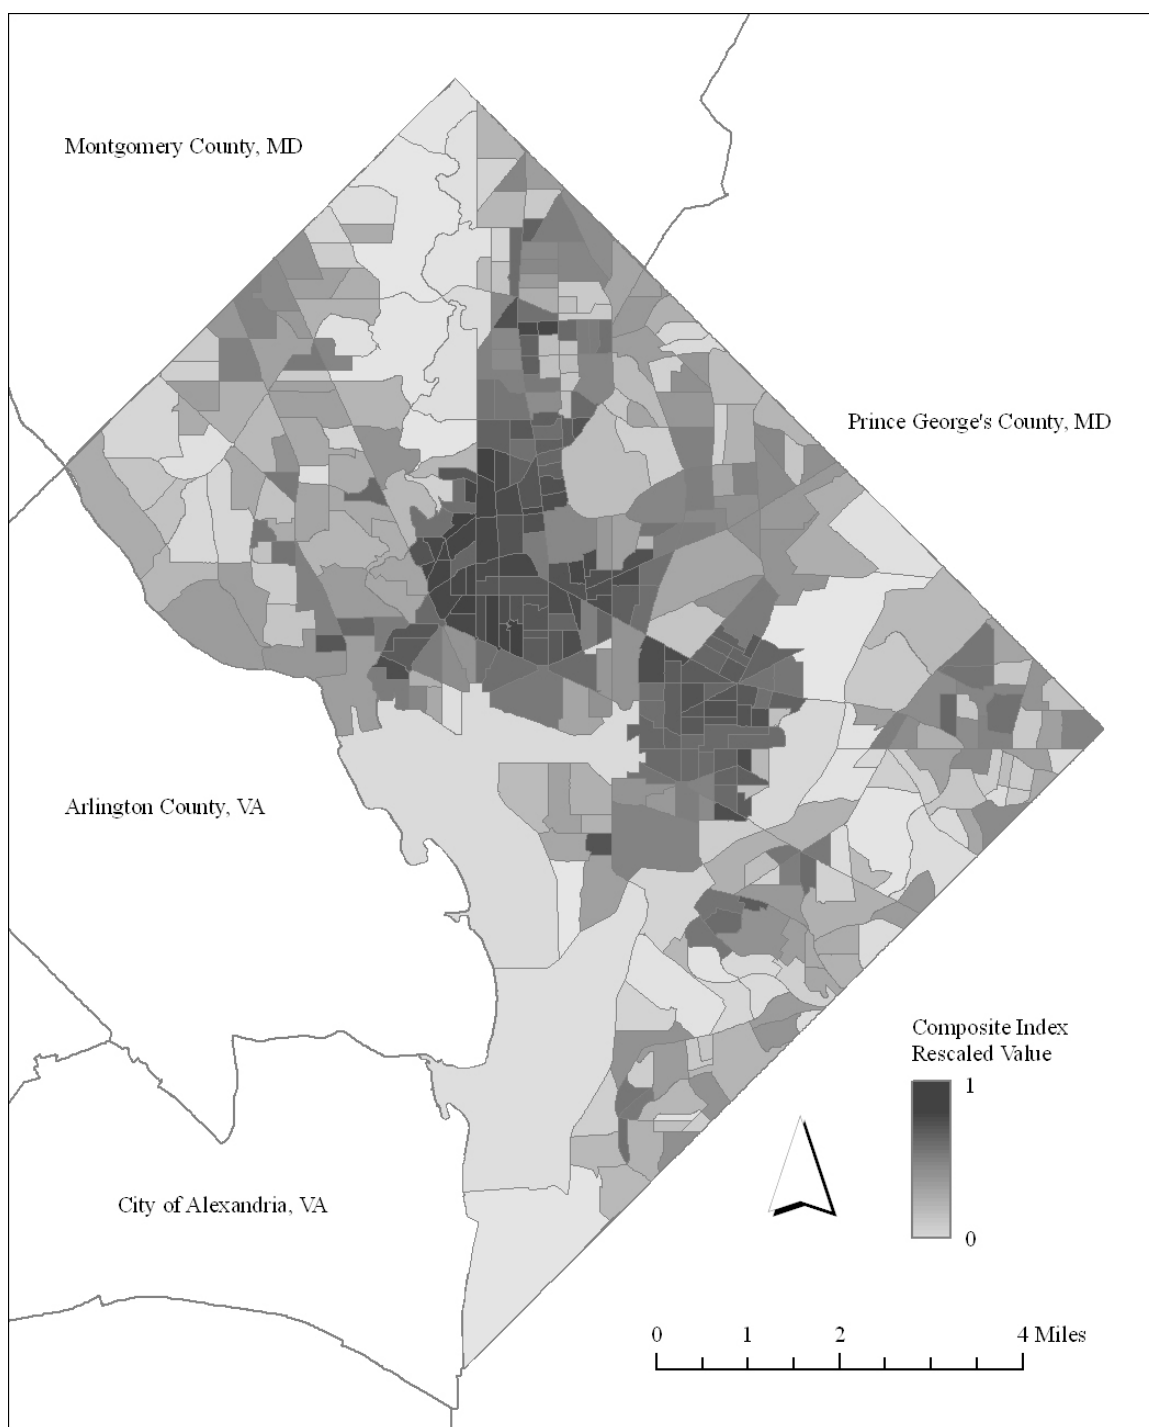 Montgomery County, MD
Prince George's County, MD
Arlington County, VA
Composite Index
Rescaled Value
1
0
City of Alexandria, VA
0 1 2 4 Miles